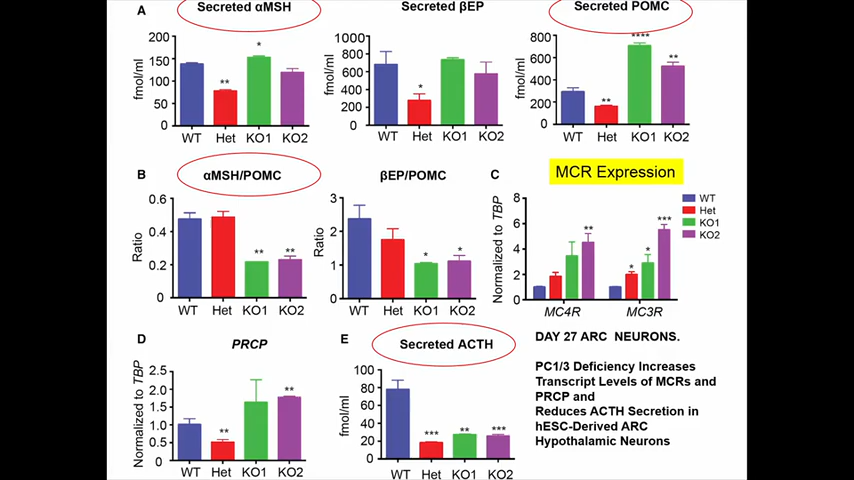 A
Secreted αMSH
Secreted βEP
Secreted POMC
fmol/ml
200
150
100
50
0
**
*
WT Het KO1 KO2
fmol/ml
1000
800
600
400
200
0
*
WT Het KO1 KO2
fmol/ml
800
600
400
200
0
**
****
**
WT Het KO1 KO2
B
αMSH/POMC
βEP/POMC
C
MCR Expression
Ratio
0.6
0.4
0.2
0
**
**
WT Het KO1 KO2
Ratio
3
2
1
0
*
*
WT Het KO1 KO2
Normalized to TBP
8
6
4
2
0
**
*
*
***
MC4R MC3R
WT
Het
KO1
KO2
D
PRCP
E
Secreted ACTH
Normalized to TBP
2.5
2.0
1.5
1.0
0.5
0.0
**
**
WT Het KO1 KO2
fmol/ml
100
80
60
40
20
0
***
**
***
WT Het KO1 KO2
DAY 27 ARC NEURONS.
PC1/3 Deficiency Increases
Transcript Levels of MCRs and
PRCP and
Reduces ACTH Secretion in
hESC-Derived ARC
Hypothalamic Neurons